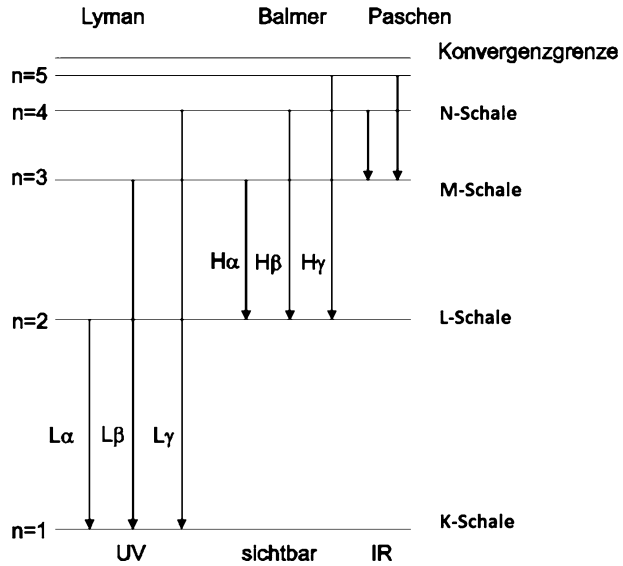 Lyman Balmer Paschen
Konvergenzgrenze
n=5
n=4 N-Schale
n=3 M-Schale
Hα Hβ Hγ
n=2 L-Schale
Lα Lβ Lγ
n=1 K-Schale
UV sichtbar IR